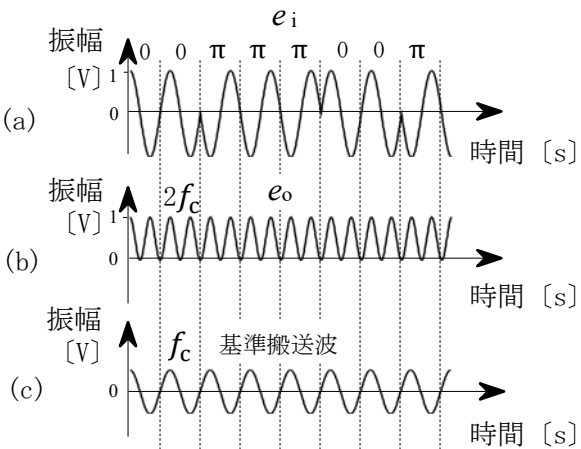 e i
振幅
〔V〕
0 0 π π π 0 0 π
1
0
(a)
時間〔s〕
振幅
〔V〕
2fc
eo
1
0
(b)
時間〔s〕
振幅
〔V〕
fc 基準搬送波
0
(c)
時間〔s〕